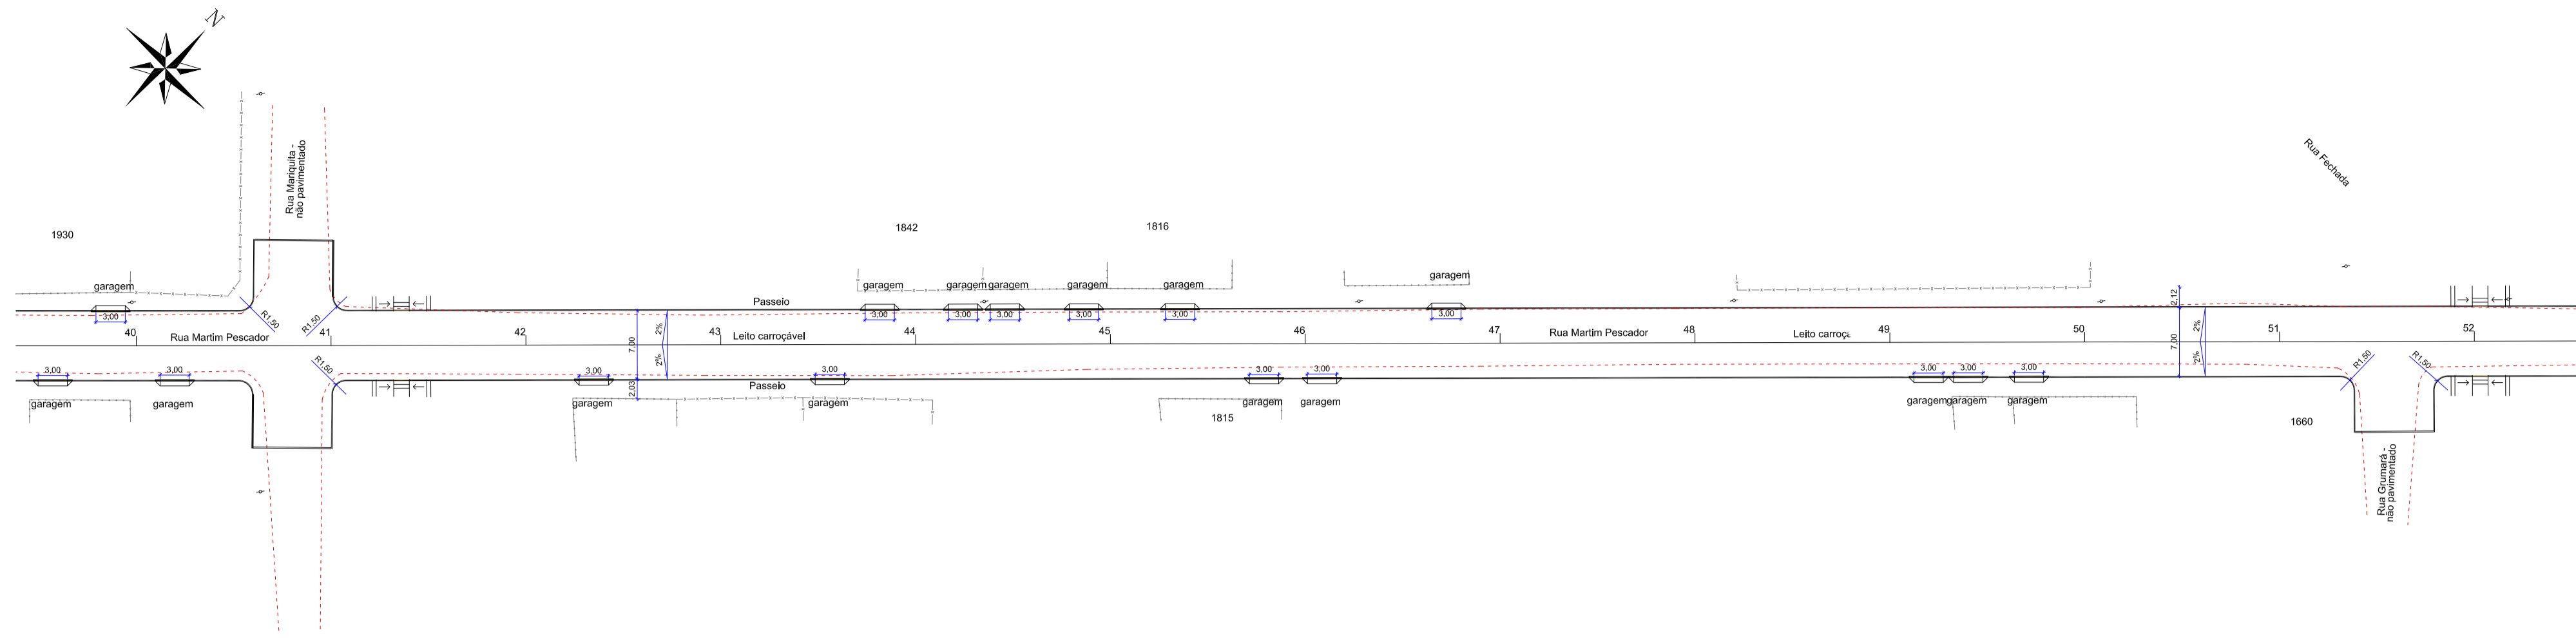 N
Rua Mariquita -
não pavimentado
Rua Fechada
1930
1842
1816
garagem
garagem
garagem
garagem
garagem
garagem
garagem
Passeio
3,00
R1,50
R1,50
3,00
3,00
3,00
3,00
3,00
3,00
2,12
2%
2%
40
Rua Martim Pescador
41
42
43
Leito carroçável
44
45
46
47
Rua Martim Pescador
48
Leito carroç
49
50
51
52
7,00
7,00
2%
2%
R1,50
R1,50
R1,50
3,00
3,00
3,00
3,00
3,00
3,00
3,00
3,00
3,00
2,03
Passeio
garagem
garagem
garagem
garagem
garagem
garagem
garagem
garagem
garagem
1815
1660
Rua Grumará -
não pavimentado